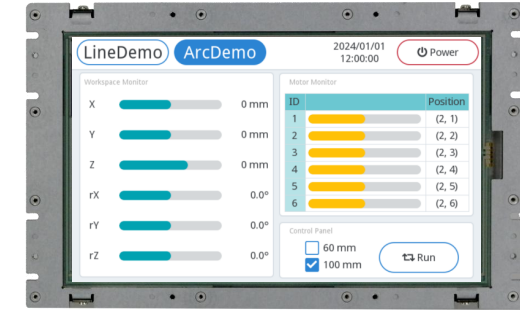 LineDemo ArcDemo 2024/01/01 12:00:00 Power
Workspace Monitor
X 0 mm
Y 0 mm
Z 0 mm
rX 0.0°
rY 0.0°
rZ 0.0°
Motor Monitor
ID Position
1 (2, 1)
2 (2, 2)
3 (2, 3)
4 (2, 4)
5 (2, 5)
6 (2, 6)
Control Panel
60 mm
100 mm
Run